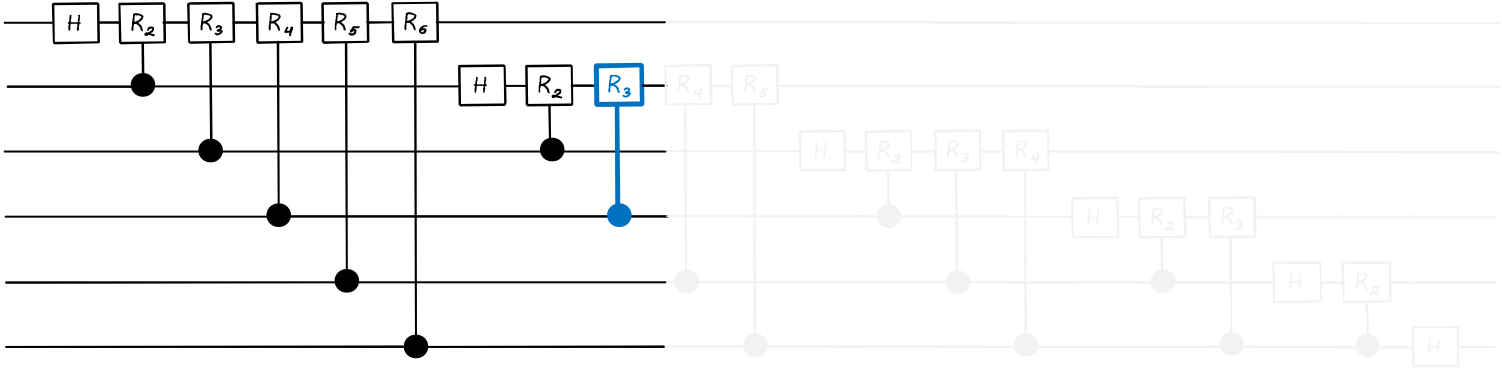 H R₂ R₃ R₄ R₅ R₆
H R₂ R₃ R₄ R₅
H R₂ R₃ R₄
H R₂ R₃
H R₂
H